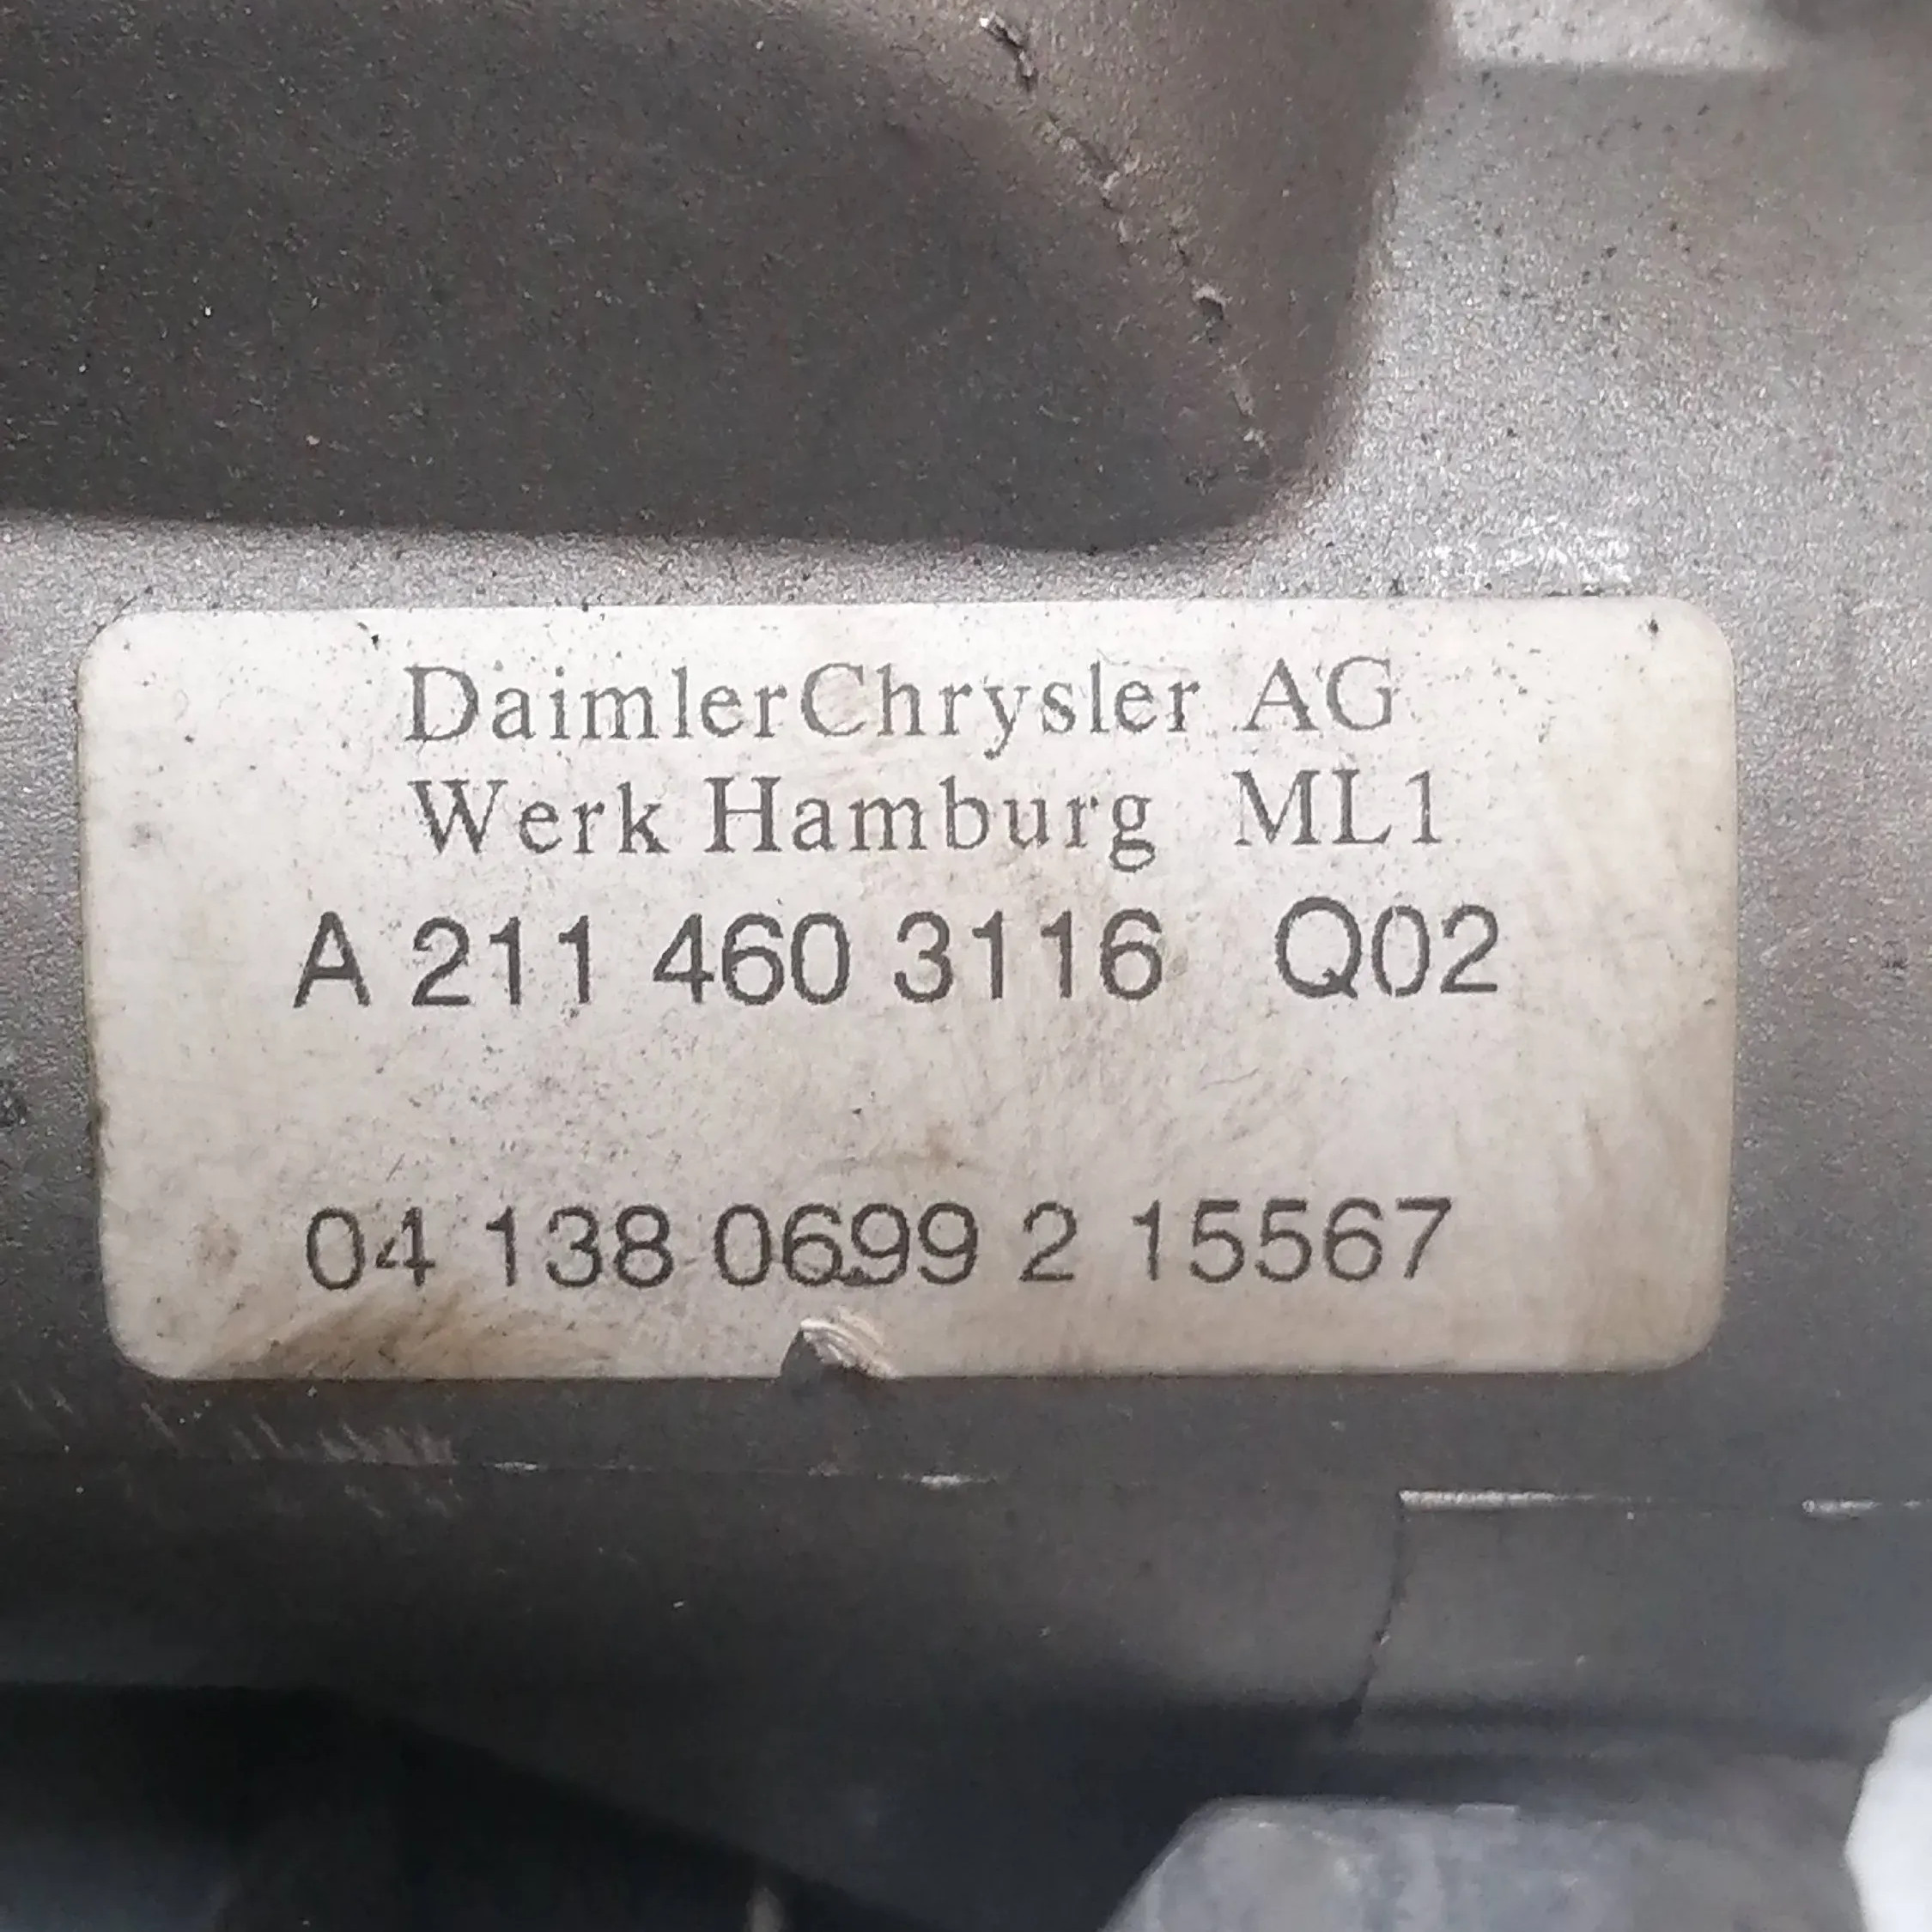 DaimlerChrysler AG
Werk Hamburg ML1
A 211 460 3116 Q02
04 138 0699 2 15567